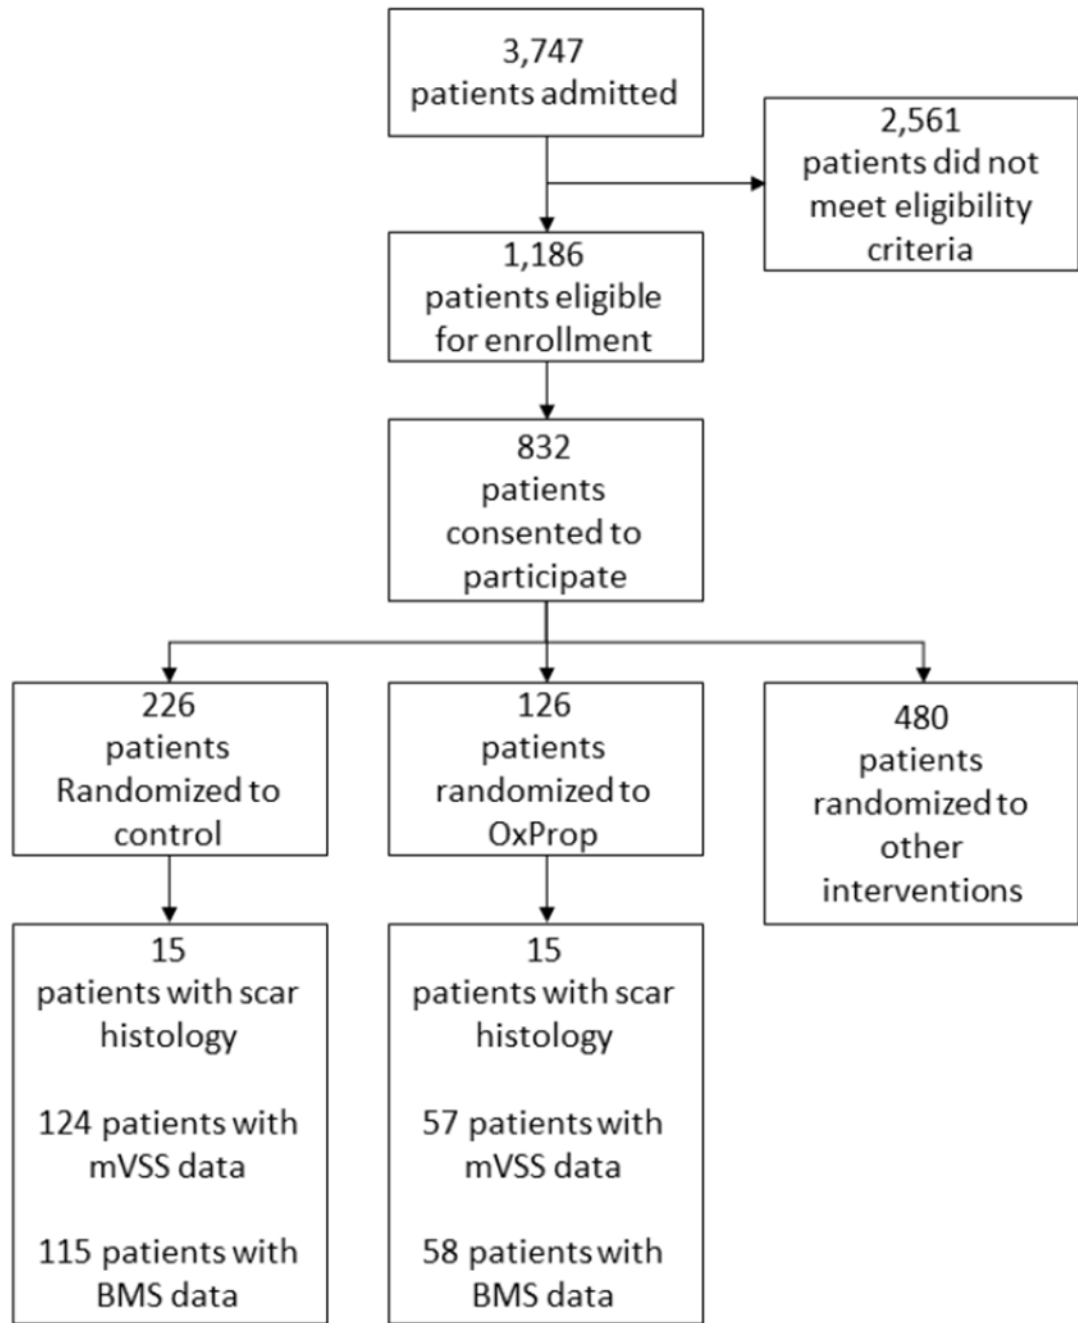 3,747
patients admitted
2,561
patients did not
meet eligibility
criteria
1,186
patients eligible
for enrollment
832
patients
consented to
participate
226
patients
Randomized to
control
126
patients
randomized to
OxProp
480
patients
randomized to
other
interventions
15
patients with scar
histology
124 patients with
mVSS data
115 patients with
BMS data
15
patients with scar
histology
57 patients with
mVSS data
58 patients with
BMS data